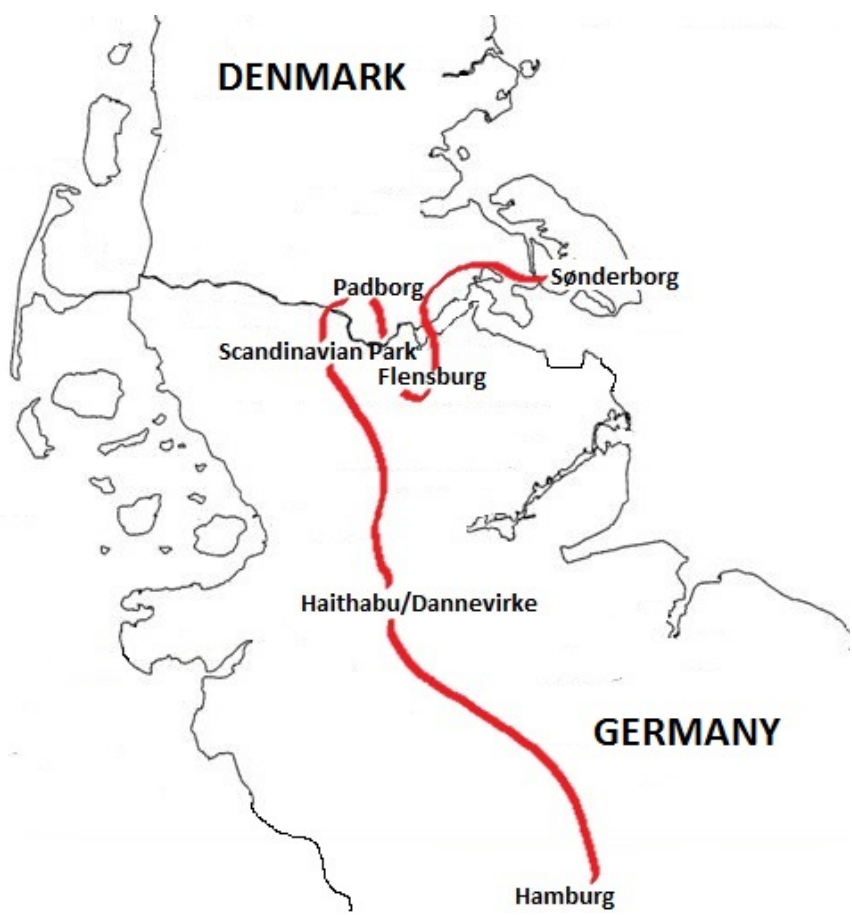 DENMARK
Sønderborg
Padborg
Scandinavian Park
Flensburg
Haithabu/Dannevirke
GERMANY
Hamburg